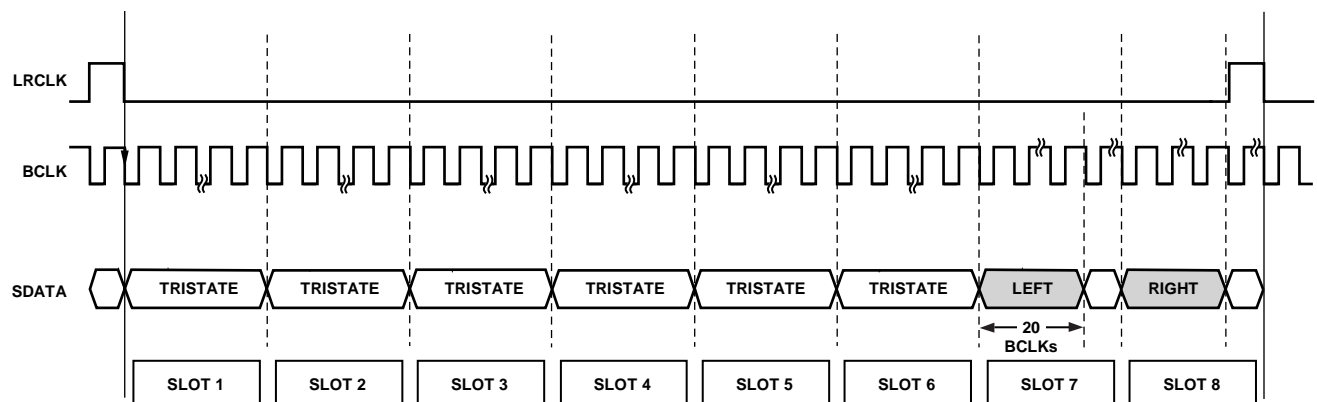 LRCLK
BCLK
SDATA
TRISTATE TRISTATE TRISTATE TRISTATE TRISTATE TRISTATE LEFT RIGHT
20
BCLKs
SLOT 1 SLOT 2 SLOT 3 SLOT 4 SLOT 5 SLOT 6 SLOT 7 SLOT 8